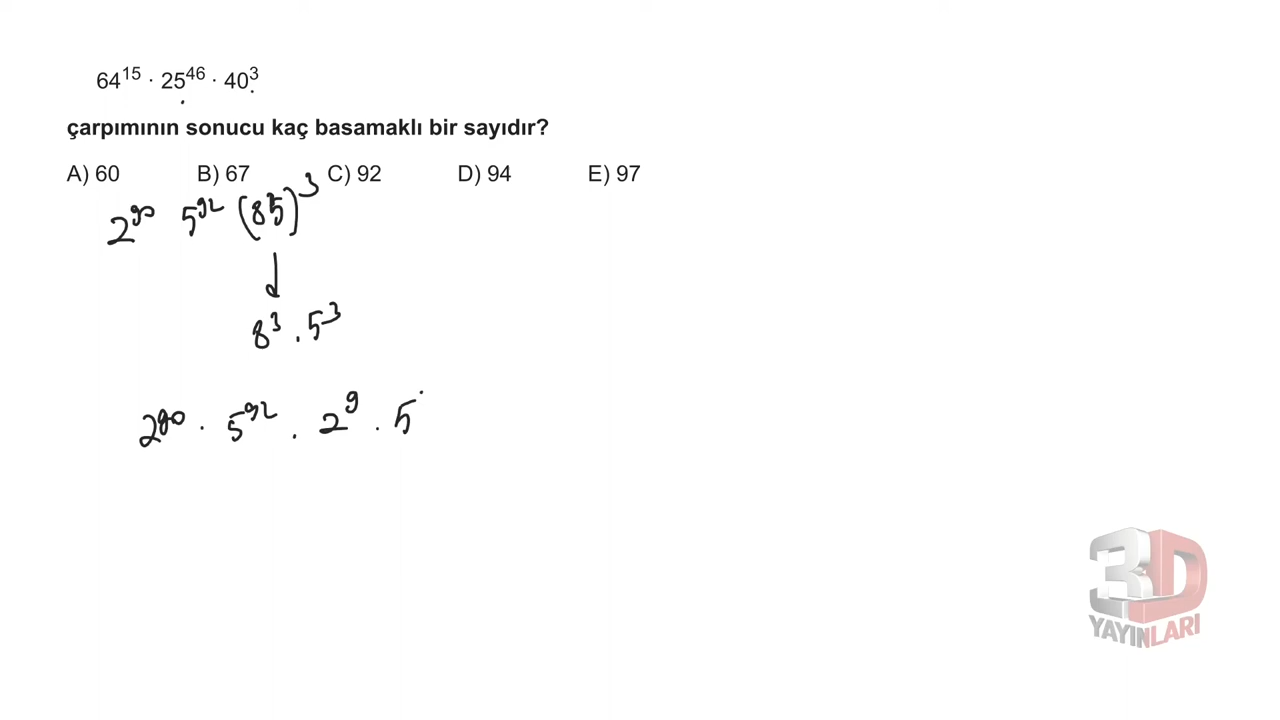 64¹⁵ · 25⁴⁶ · 40³
çarpımının sonucu kaç basamaklı bir sayıdır?
A) 60 B) 67 C) 92 D) 94 E) 97
2⁹⁰ 5⁹² (8 5)³
8³ . 5³
2⁹⁰ . 5⁹² . 2⁹ . 5
3D
YAYINLARI